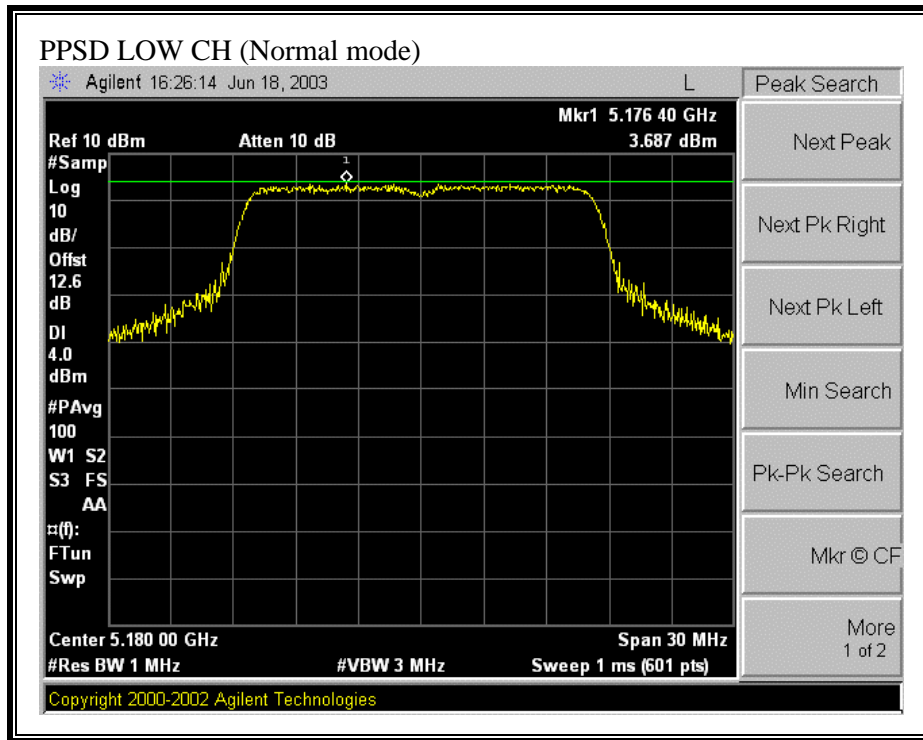 PPSD LOW CH (Normal mode)
Agilent 16:26:14 Jun 18, 2003 L
Peak Search
Mkr1 5.176 40 GHz
Ref 10 dBm Atten 10 dB 3.687 dBm
#Samp
Log
10
dB/
Offst
12.6
dB
DI
4.0
dBm
#PAvg
100
W1 S2
S3 FS
AA
¤(f):
FTun
Swp
1
Center 5.180 00 GHz Span 30 MHz
#Res BW 1 MHz #VBW 3 MHz Sweep 1 ms (601 pts)
Copyright 2000-2002 Agilent Technologies
Next Peak
Next Pk Right
Next Pk Left
Min Search
Pk-Pk Search
Mkr © CF
More
1 of 2